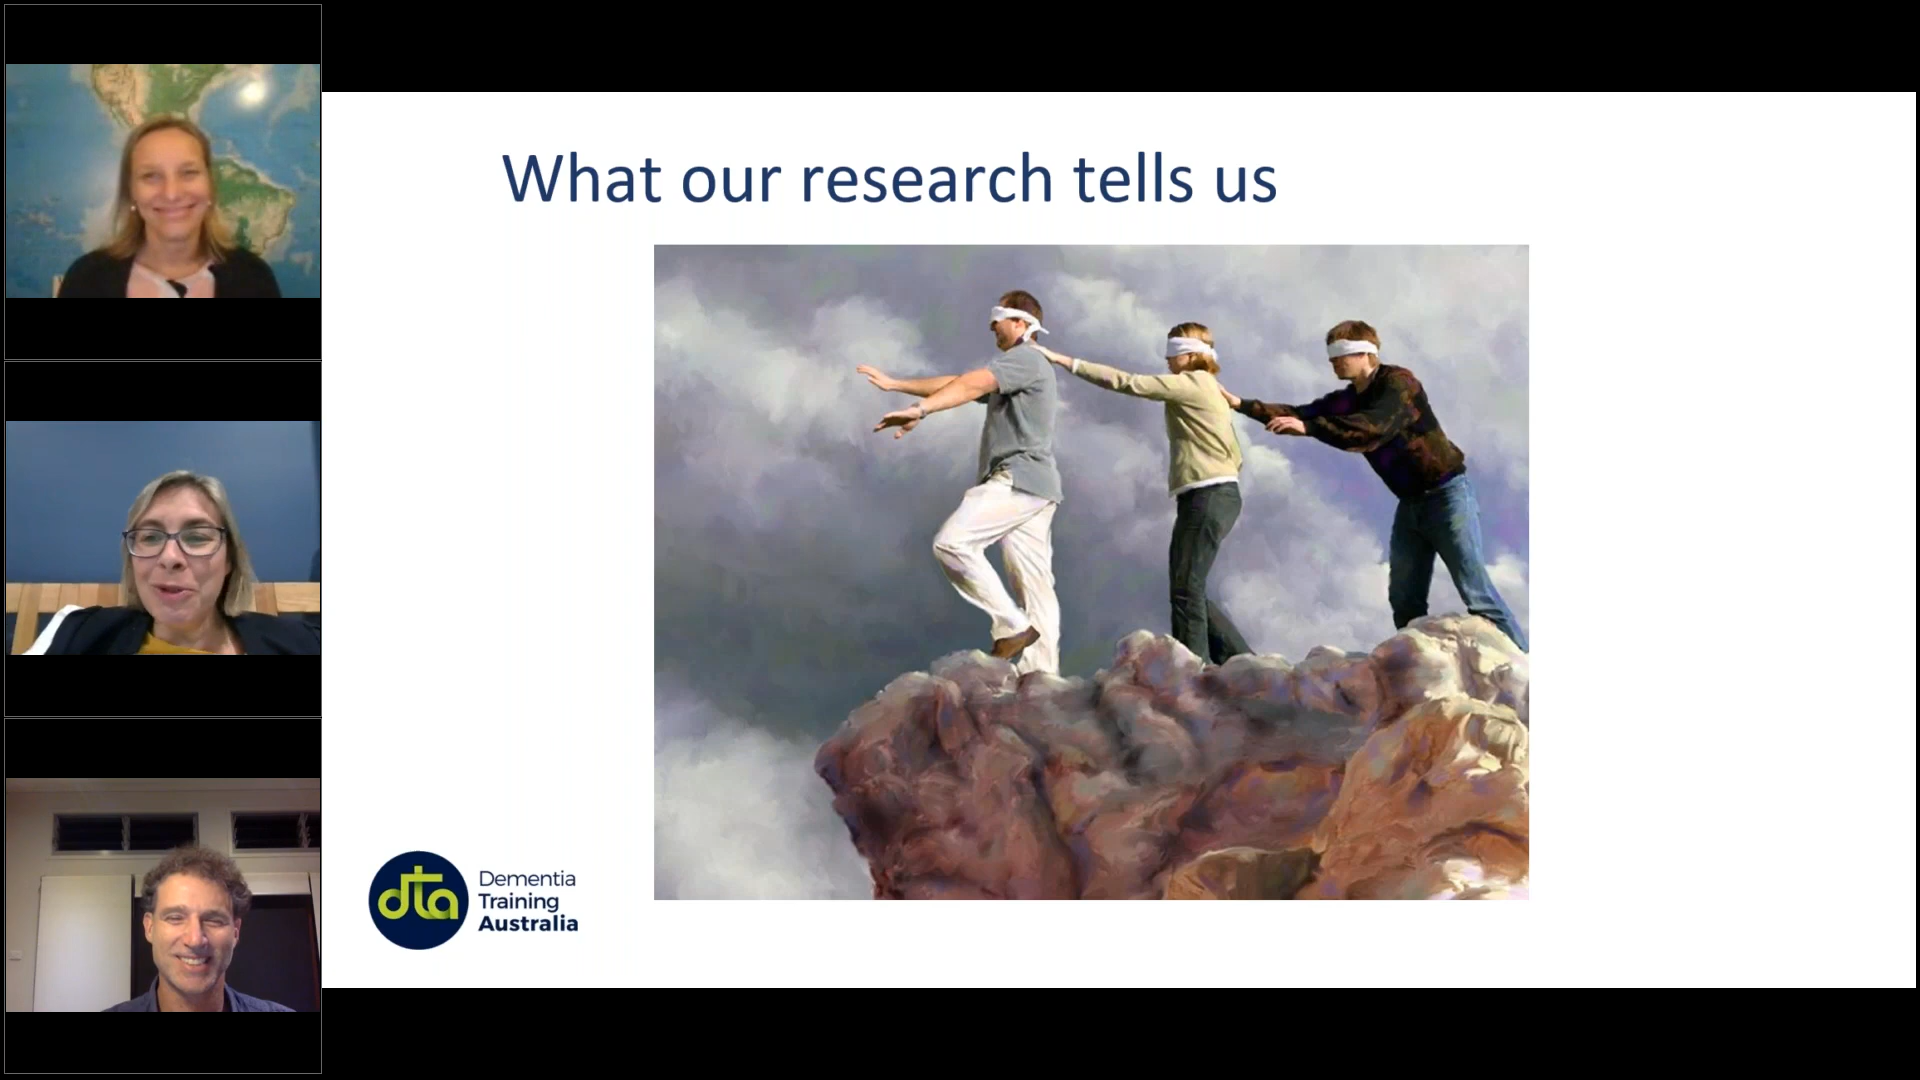 What our research tells us
dta
Dementia
Training
Australia